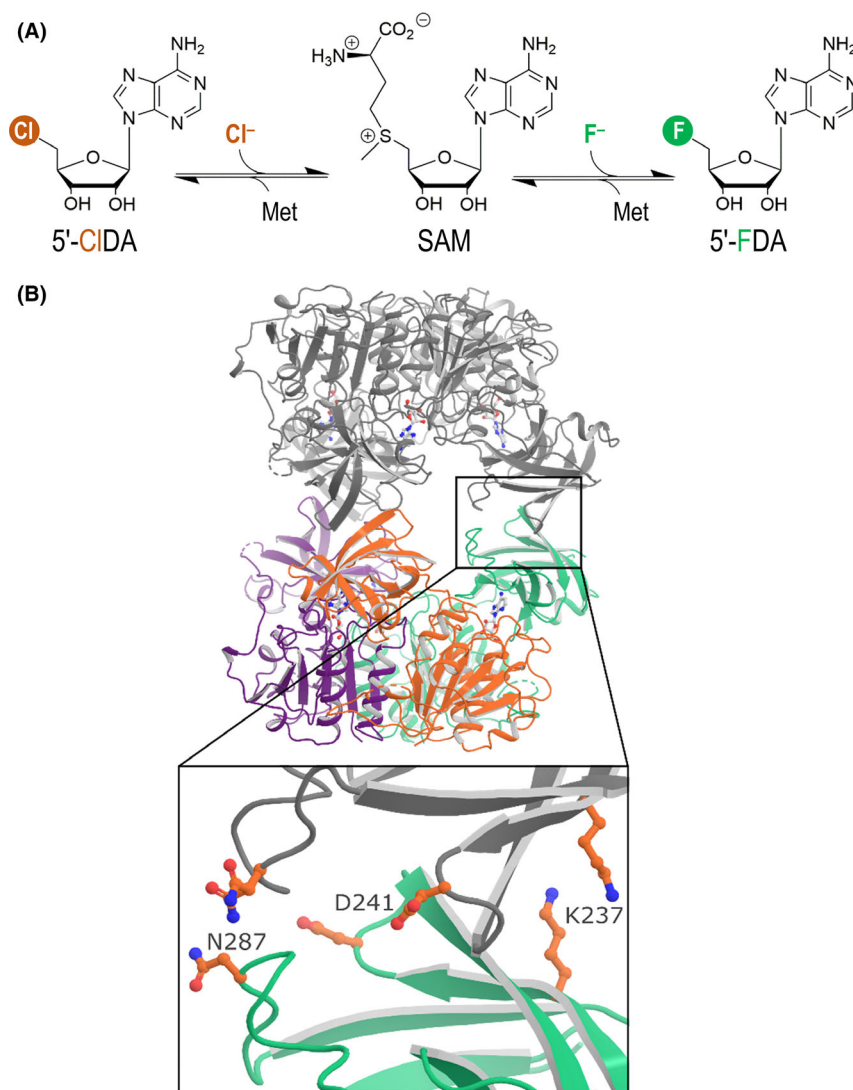 (A)
NH₂
N
N
N
N
Cl
O
OH OH
5'-ClDA
Cl⁻
Met
CO₂⊖
H₃N⊕
S⊕
NH₂
N
N
N
N
O
OH OH
SAM
F⁻
Met
NH₂
N
N
N
N
F
O
OH OH
5'-FDA
(B)
D241
K237
N287